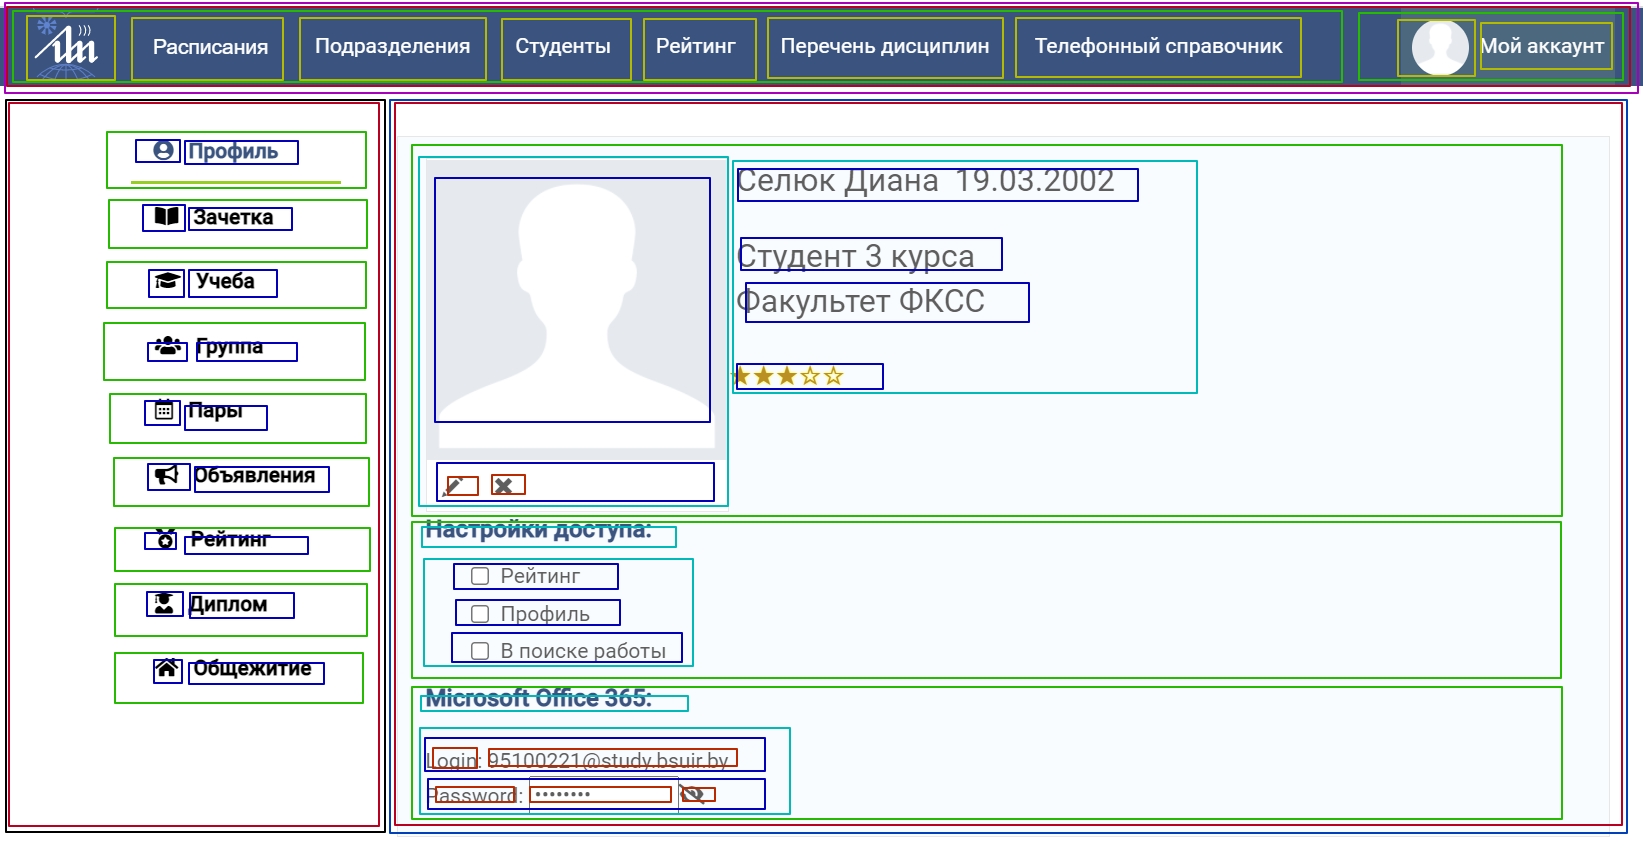 Расписания Подразделения Студенты Рейтинг Перечень дисциплин Телефонный справочник Мой аккаунт
Профиль
Зачетка
Учеба
Группа
Пары
Объявления
Рейтинг
Диплом
Общежитие
Селюк Диана 19.03.2002
Студент 3 курса
Факультет ФКСС
Настройки доступа:
Рейтинг
Профиль
В поиске работы
Microsoft Office 365:
Login: 95100221@study.bsuir.by
Password: ••••••••